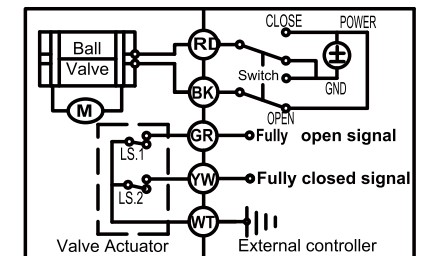 CLOSE POWER
Ball RD
Valve Switch
BK GND
M OPEN
GR Fully open signal
LS.1
YW Fully closed signal
LS.2
WT
Valve Actuator External controller